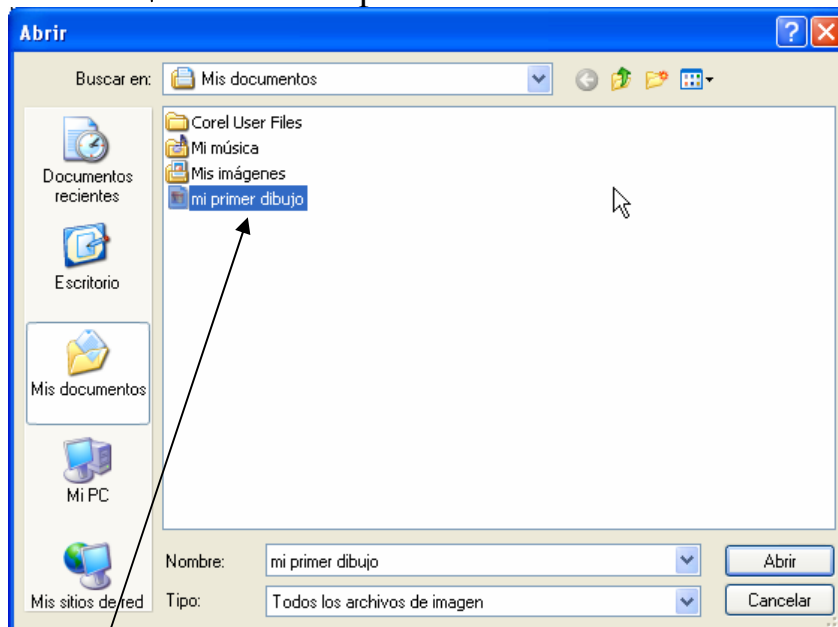 Abrir
Buscar en: Mis documentos
Corel User Files
Mi música
Mis imágenes
mi primer dibujo
Documentos
recientes
Escritorio
Mis documentos
Mi PC
Mis sitios de red
Nombre: mi primer dibujo Abrir
Tipo: Todos los archivos de imagen Cancelar